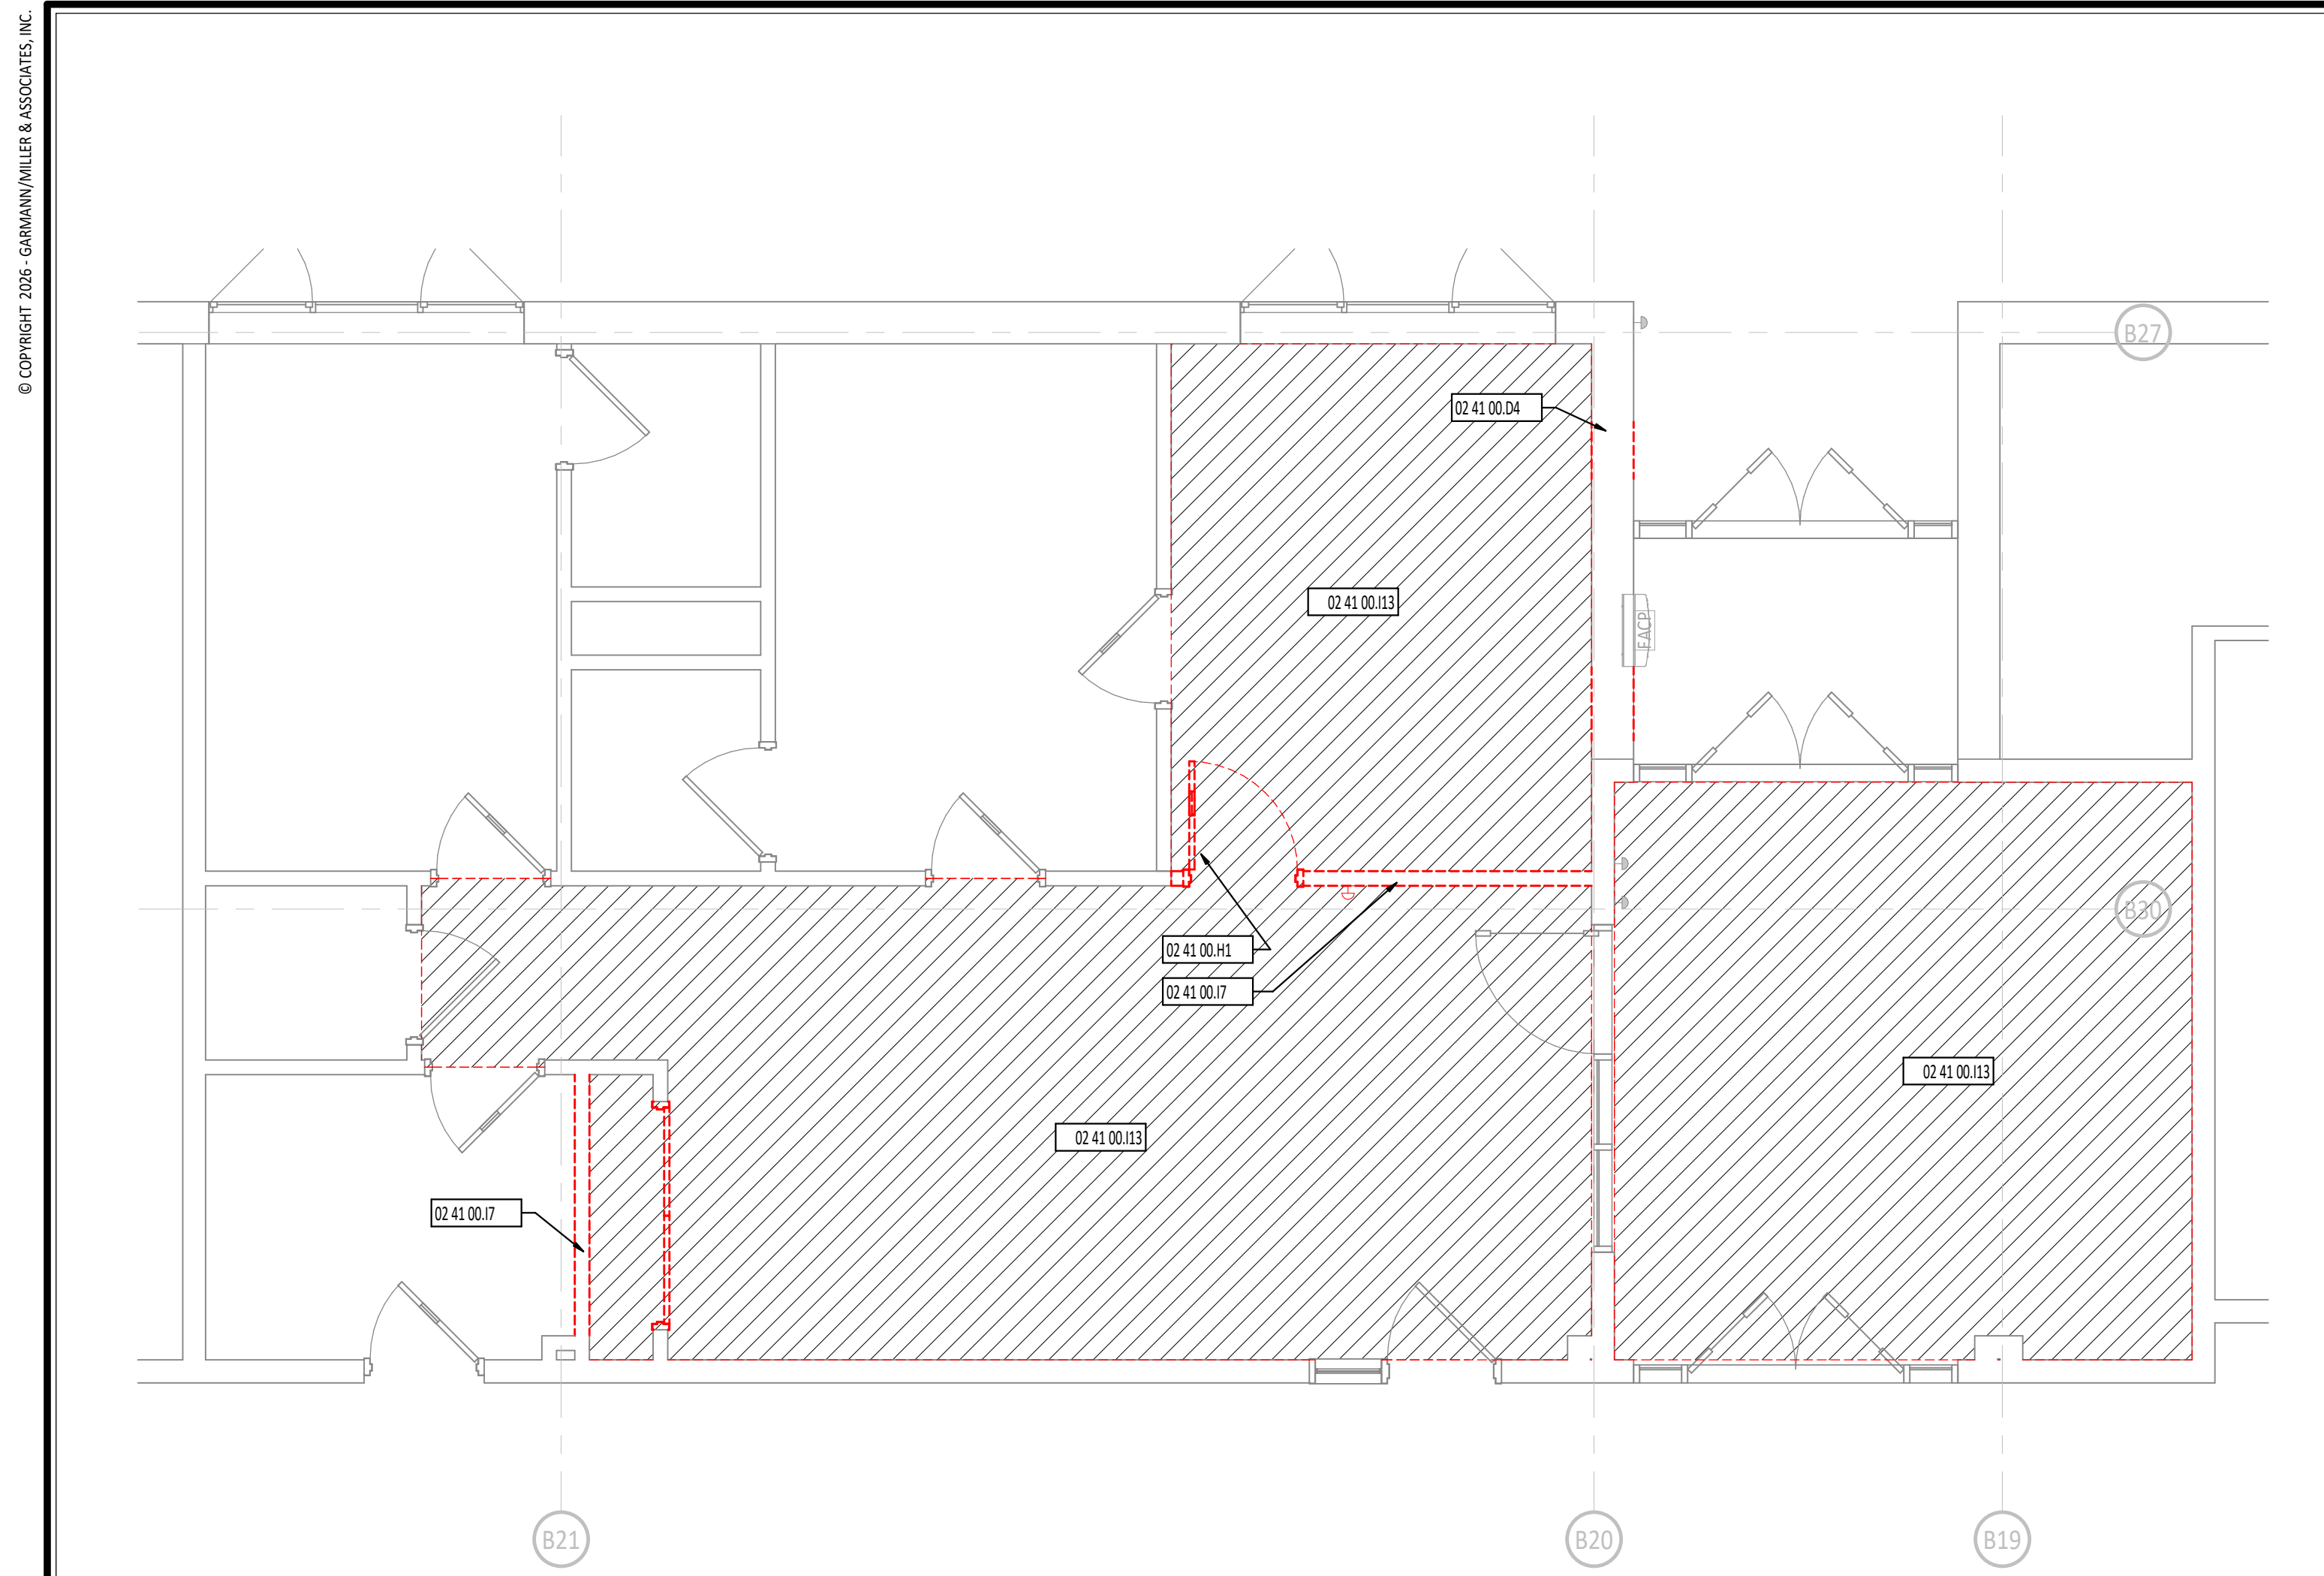 © COPYRIGHT 2026 - GARMANN/MILLER & ASSOCIATES, INC.
B27
02 41 00.D4
02 41 00.I13
FACP
B30
02 41 00.H1
02 41 00.I7
02 41 00.I13
02 41 00.I13
02 41 00.I7
B21
B20
B19